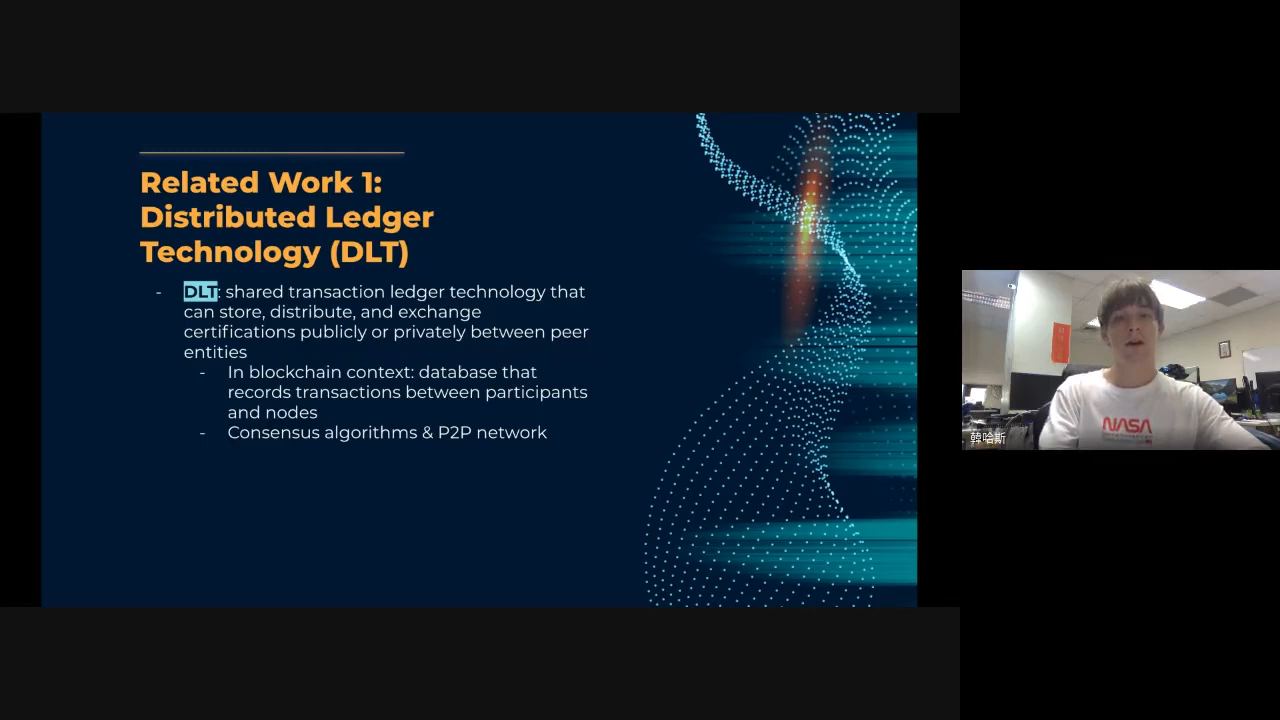 Related Work 1:
Distributed Ledger
Technology (DLT)
- DLT: shared transaction ledger technology that
can store, distribute, and exchange
certifications publicly or privately between peer
entities
- In blockchain context: database that
records transactions between participants
and nodes
- Consensus algorithms & P2P network
NASA
韓哈斯